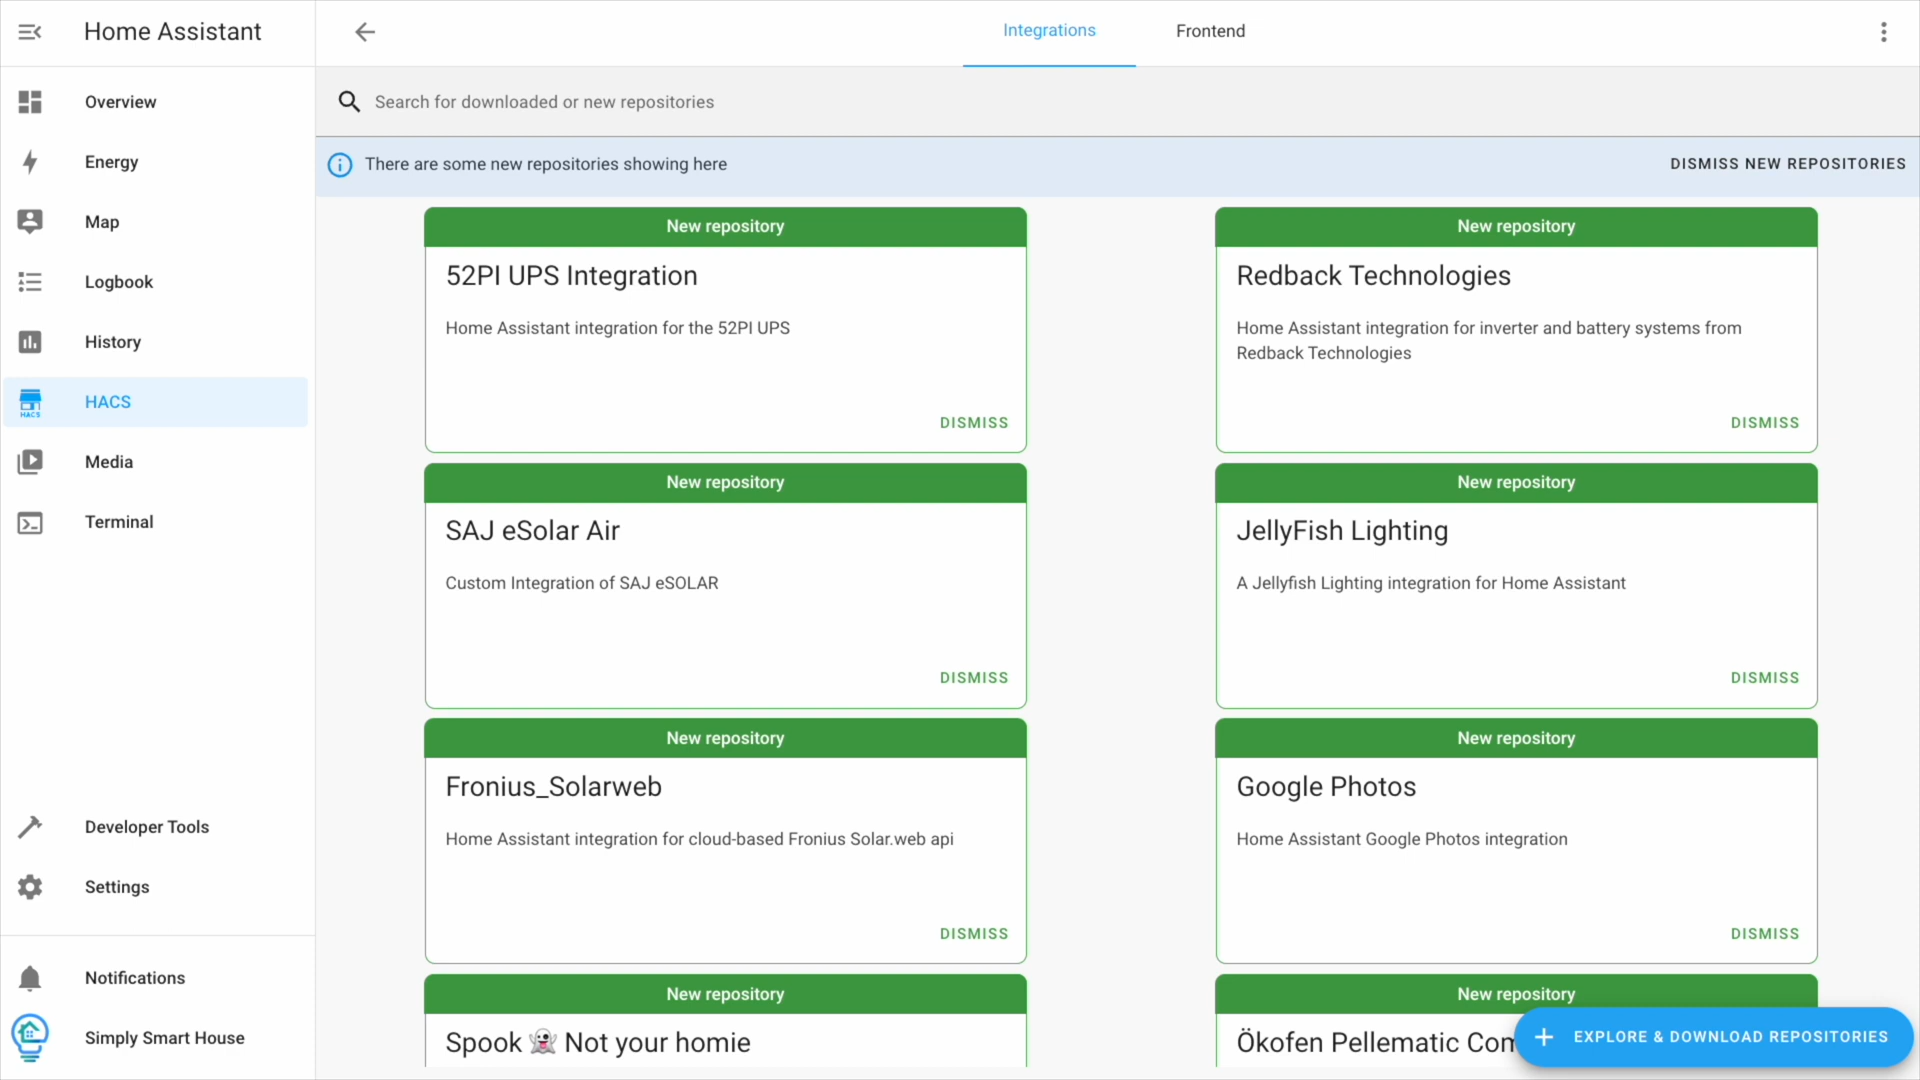 Home Assistant
Integrations
Frontend
Overview
Energy
Map
Logbook
History
HACS
HACS
Media
Terminal
Developer Tools
Settings
Notifications
Simply Smart House
Search for downloaded or new repositories
There are some new repositories showing here
DISMISS NEW REPOSITORIES
New repository
52PI UPS Integration
Home Assistant integration for the 52PI UPS
DISMISS
New repository
Redback Technologies
Home Assistant integration for inverter and battery systems from
Redback Technologies
DISMISS
New repository
SAJ eSolar Air
Custom Integration of SAJ eSOLAR
DISMISS
New repository
JellyFish Lighting
A Jellyfish Lighting integration for Home Assistant
DISMISS
New repository
Fronius_Solarweb
Home Assistant integration for cloud-based Fronius Solar.web api
DISMISS
New repository
Google Photos
Home Assistant Google Photos integration
DISMISS
New repository
Spook 👻 Not your homie
New repository
Ökofen Pellematic
EXPLORE & DOWNLOAD REPOSITORIES